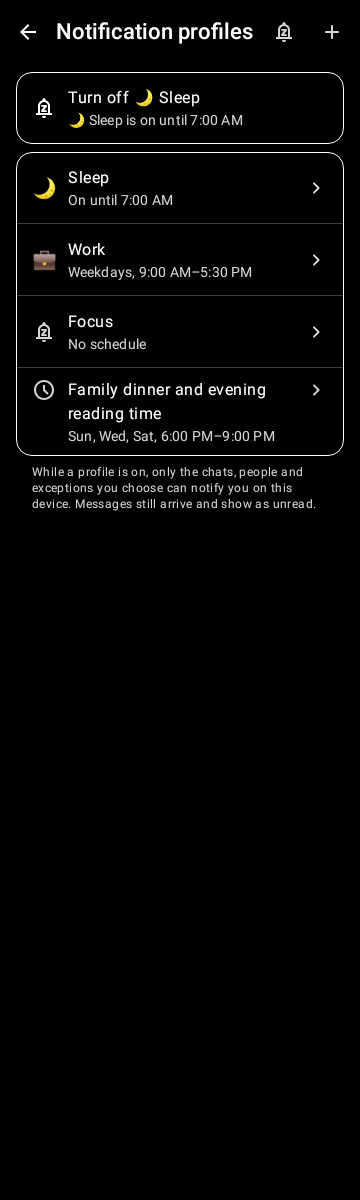 Notification profiles
Turn off 🌙 Sleep
🌙 Sleep is on until 7:00 AM
Sleep
On until 7:00 AM
Work
Weekdays, 9:00 AM–5:30 PM
Focus
No schedule
Family dinner and evening
reading time
Sun, Wed, Sat, 6:00 PM–9:00 PM
While a profile is on, only the chats, people and
exceptions you choose can notify you on this
device. Messages still arrive and show as unread.